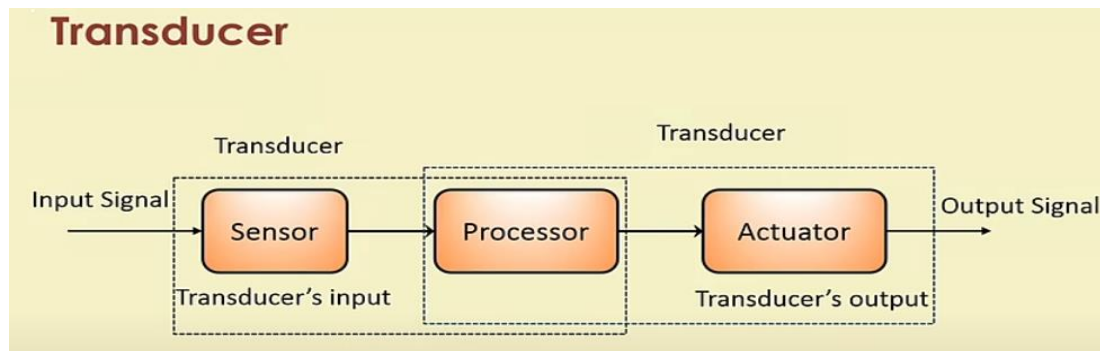 Transducer
Transducer
Transducer
Input Signal
Output Signal
Sensor
Processor
Actuator
Transducer’s input
Transducer’s output